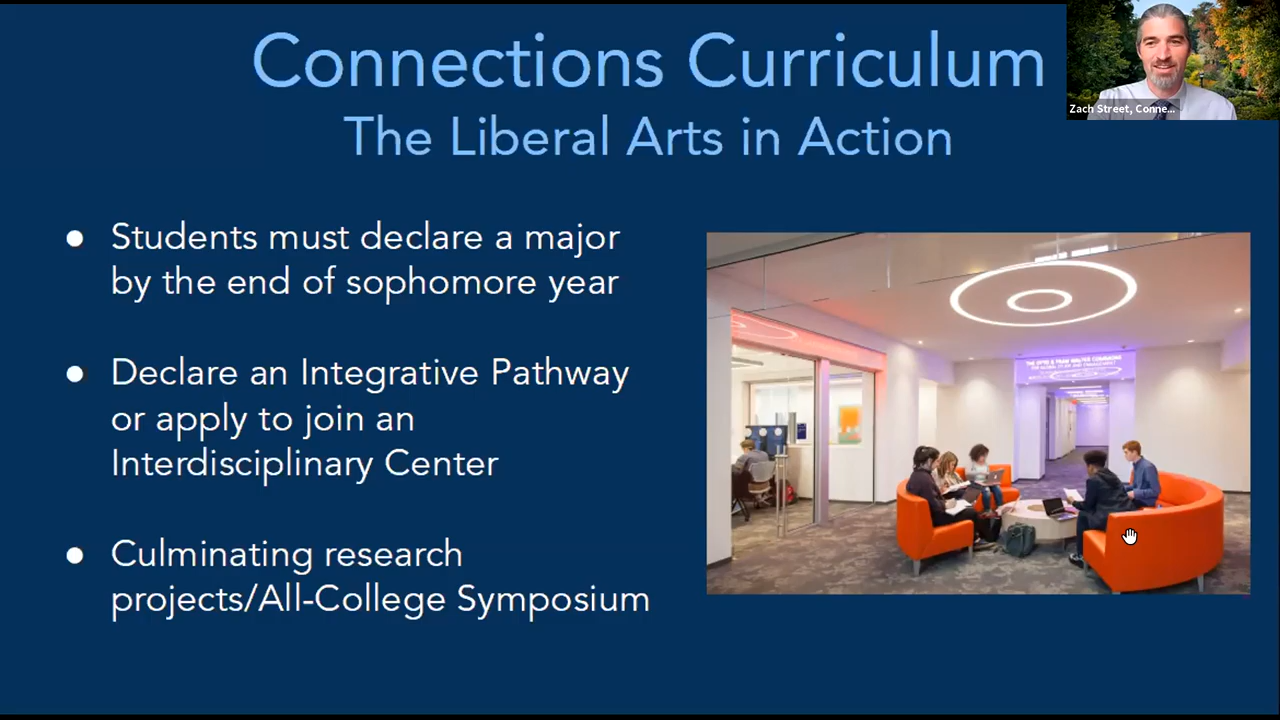 Connections Curriculum
The Liberal Arts in Action
Zach Street, Conne...
● Students must declare a major
by the end of sophomore year
● Declare an Integrative Pathway
or apply to join an
Interdisciplinary Center
● Culminating research
projects/All-College Symposium